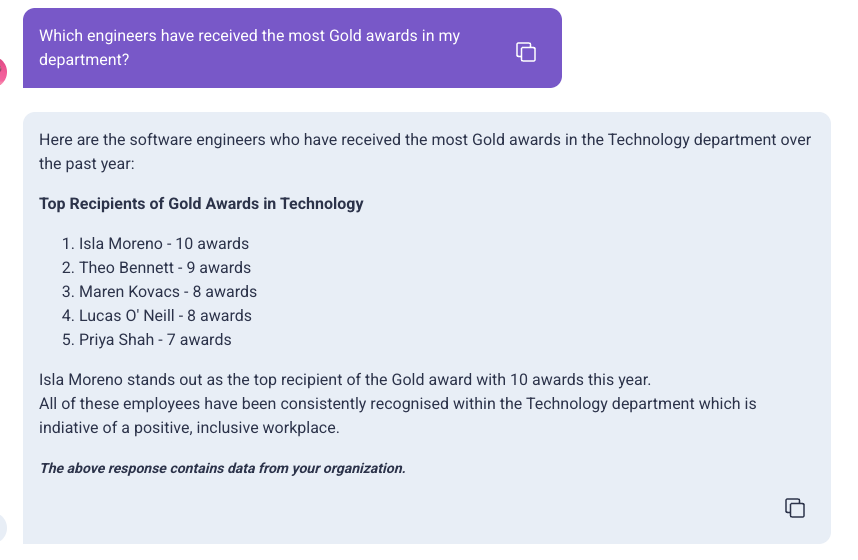 Which engineers have received the most Gold awards in my
department?
Here are the software engineers who have received the most Gold awards in the Technology department over
the past year:
Top Recipients of Gold Awards in Technology
1. Isla Moreno - 10 awards
2. Theo Bennett - 9 awards
3. Maren Kovacs - 8 awards
4. Lucas O' Neill - 8 awards
5. Priya Shah - 7 awards
Isla Moreno stands out as the top recipient of the Gold award with 10 awards this year.
All of these employees have been consistently recognised within the Technology department which is
indiative of a positive, inclusive workplace.
The above response contains data from your organization.